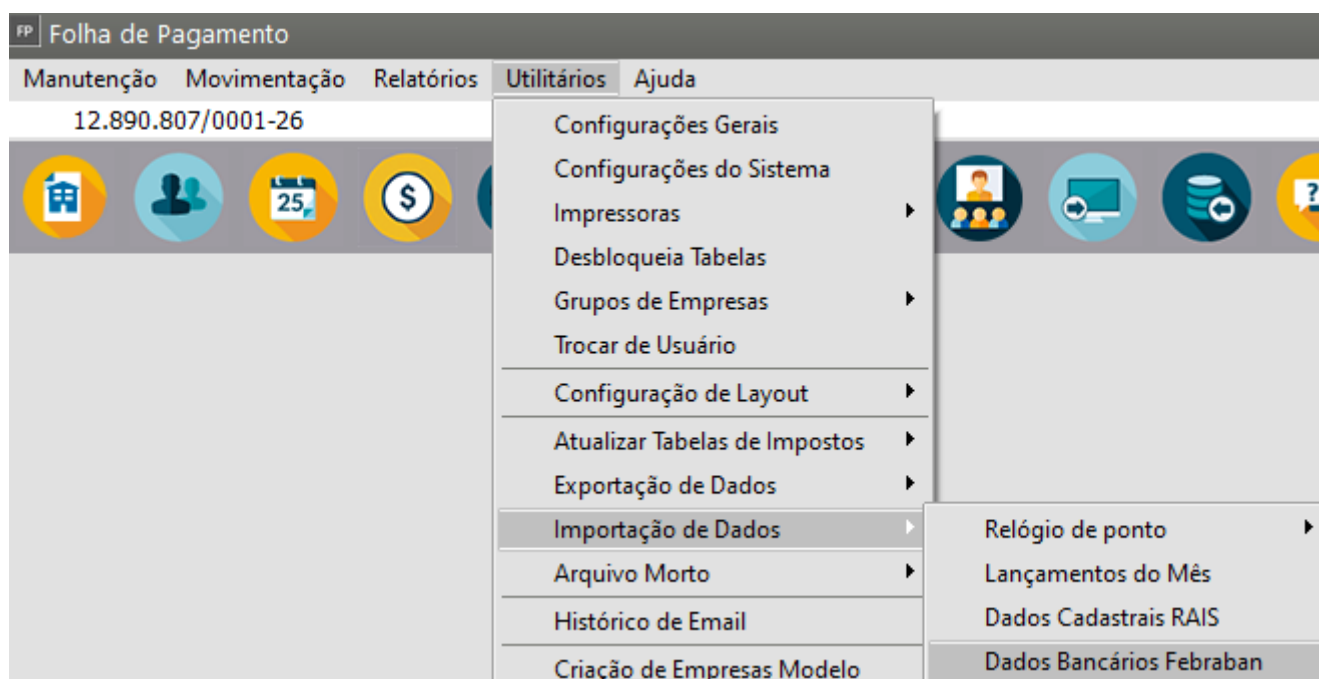 FP Folha de Pagamento
Manutenção Movimentação Relatórios Utilitários Ajuda
12.890.807/0001-26
25
$
?
Configurações Gerais
Configurações do Sistema
Impressoras
Desbloqueia Tabelas
Grupos de Empresas
Trocar de Usuário
Configuração de Layout
Atualizar Tabelas de Impostos
Exportação de Dados
Importação de Dados
Arquivo Morto
Histórico de Email
Criação de Empresas Modelo
Relógio de ponto
Lançamentos do Mês
Dados Cadastrais RAIS
Dados Bancários Febraban